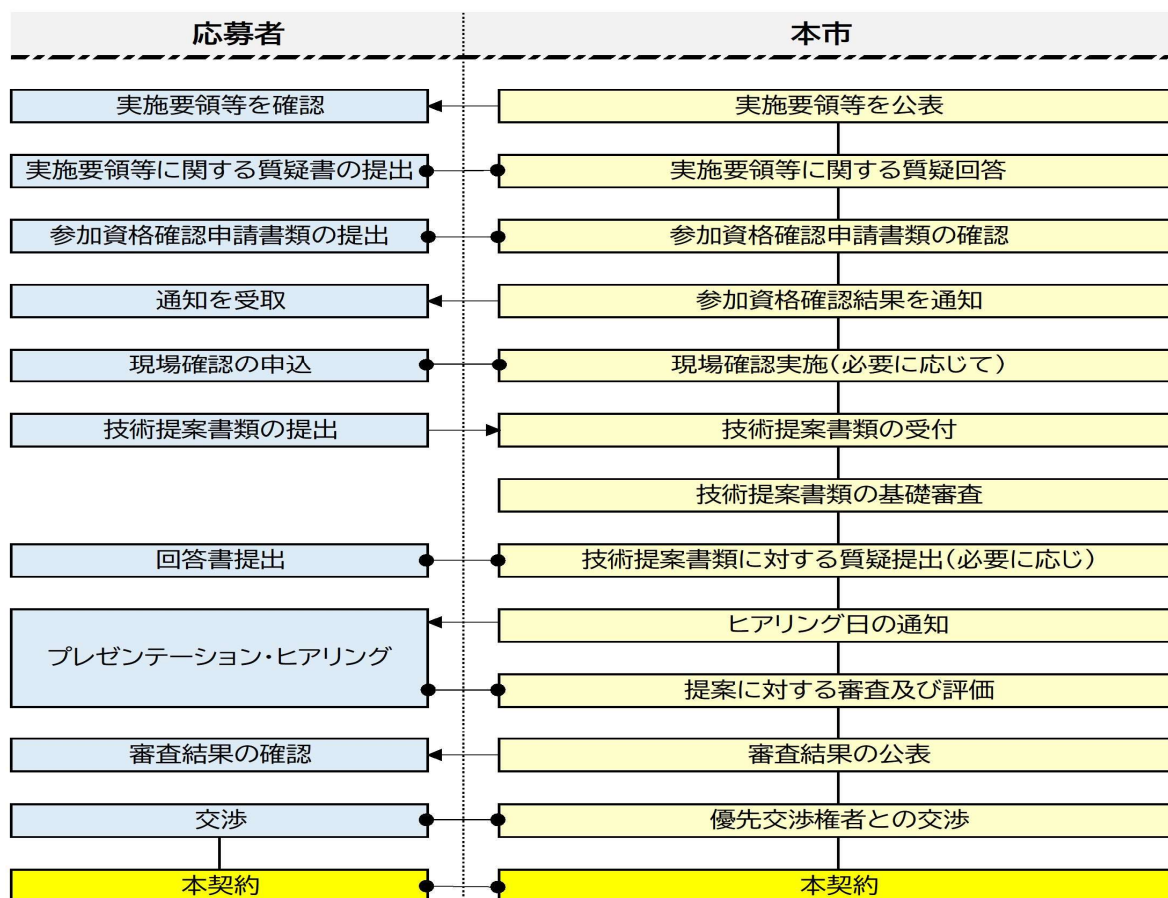 応募者
本市
実施要領等を確認
実施要領等を公表
実施要領等に関する質疑書の提出
実施要領等に関する質疑回答
参加資格確認申請書類の提出
参加資格確認申請書類の確認
通知を受取
参加資格確認結果を通知
現場確認の申込
現場確認実施(必要に応じて)
技術提案書類の提出
技術提案書類の受付
技術提案書類の基礎審査
回答書提出
技術提案書類に対する質疑提出(必要に応じ)
ヒアリング日の通知
プレゼンテーション・ヒアリング
提案に対する審査及び評価
審査結果の確認
審査結果の公表
交渉
優先交渉権者との交渉
本契約
本契約